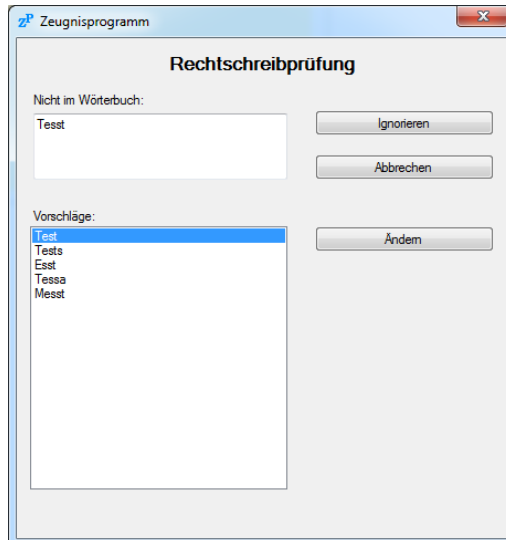 zP Zeugnisprogramm
x
Rechtschreibprüfung
Nicht im Wörterbuch:
Tesst
Ignorieren
Abbrechen
Vorschläge:
Test
Tests
Esst
Tessa
Messt
Ändern